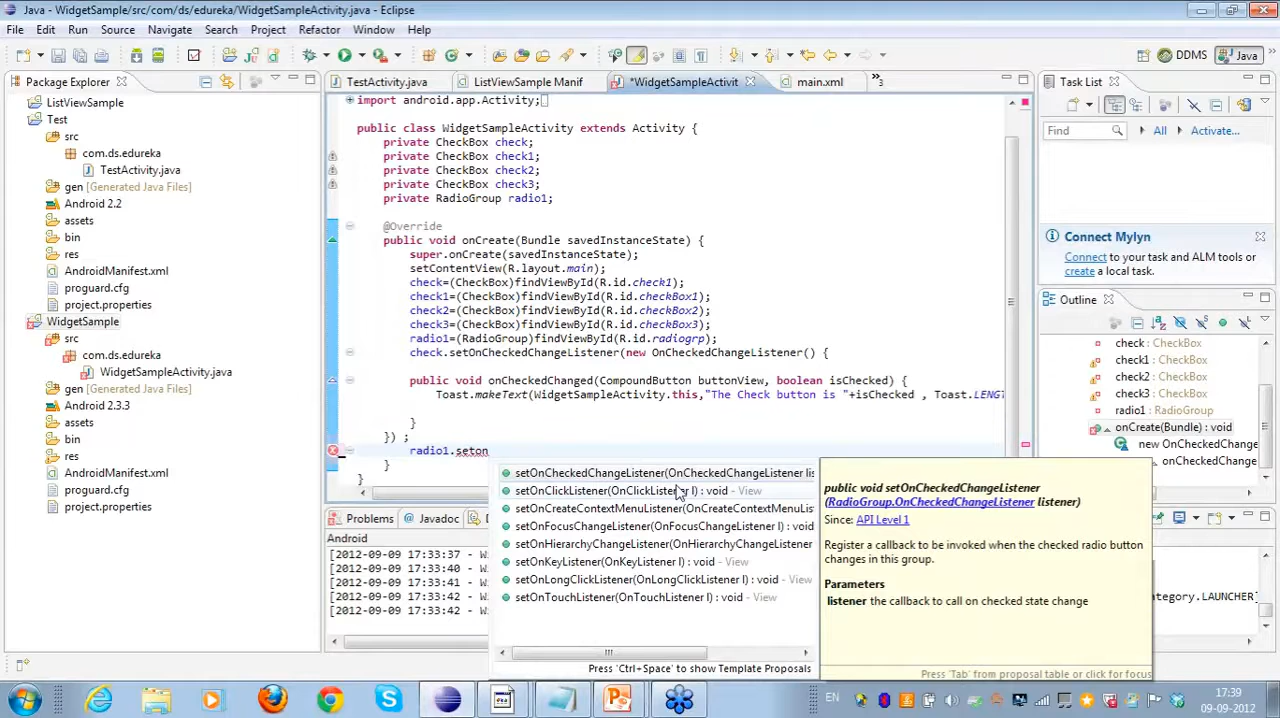 Java - WidgetSample/src/com/ds/edureka/WidgetSampleActivity.java - Eclipse
File Edit Run Source Navigate Search Project Refactor Window Help
DDMS Java
Package Explorer
ListViewSample
Test
src
com.ds.edureka
TestActivity.java
gen [Generated Java Files]
Android 2.2
assets
bin
res
AndroidManifest.xml
proguard.cfg
project.properties
WidgetSample
src
com.ds.edureka
WidgetSampleActivity.java
gen [Generated Java Files]
Android 2.3.3
assets
bin
res
AndroidManifest.xml
proguard.cfg
project.properties
TestActivity.java ListViewSample Manif *WidgetSampleActivit main.xml »3
import android.app.Activity;
public class WidgetSampleActivity extends Activity {
private CheckBox check;
private CheckBox check1;
private CheckBox check2;
private CheckBox check3;
private RadioGroup radio1;
@Override
public void onCreate(Bundle savedInstanceState) {
super.onCreate(savedInstanceState);
setContentView(R.layout.main);
check=(CheckBox)findViewById(R.id.check1);
check1=(CheckBox)findViewById(R.id.checkBox1);
check2=(CheckBox)findViewById(R.id.checkBox2);
check3=(CheckBox)findViewById(R.id.checkBox3);
radio1=(RadioGroup)findViewById(R.id.radiogrp);
check.setOnCheckedChangeListener(new OnCheckedChangeListener() {
public void onCheckedChanged(CompoundButton buttonView, boolean isChecked) {
Toast.makeText(WidgetSampleActivity.this,"The Check button is "+isChecked , Toast.LENGT
}
}) ;
radio1.seton
}
}
setOnCheckedChangeListener(OnCheckedChangeListener lis
setOnClickListener(OnClickListener l) : void - View
setOnCreateContextMenuListener(OnCreateContextMenuLis
setOnFocusChangeListener(OnFocusChangeListener l) : void
setOnHierarchyChangeListener(OnHierarchyChangeListener
setOnKeyListener(OnKeyListener l) : void - View
setOnLongClickListener(OnLongClickListener l) : void - View
setOnTouchListener(OnTouchListener l) : void - View
Press 'Ctrl+Space' to show Template Proposals
public void setOnCheckedChangeListener
(RadioGroup.OnCheckedChangeListener listener)
Since: API Level 1
Register a callback to be invoked when the checked radio button
changes in this group.
Parameters
listener the callback to call on checked state change
Press 'Tab' from proposal table or click for focus
Problems @ Javadoc
Android
[2012-09-09 17:33:37 - W
[2012-09-09 17:33:40 - W
[2012-09-09 17:33:41 - W
[2012-09-09 17:33:42 - W
[2012-09-09 17:33:42 - W
ategory.LAUNCHER]
Task List
Find All Activate...
Connect Mylyn
Connect to your task and ALM tools or
create a local task.
Outline
check : CheckBox
check1 : CheckBox
check2 : CheckBox
check3 : CheckBox
radio1 : RadioGroup
onCreate(Bundle) : void
new OnCheckedChange
onCheckedChange
EN
17:39
09-09-2012